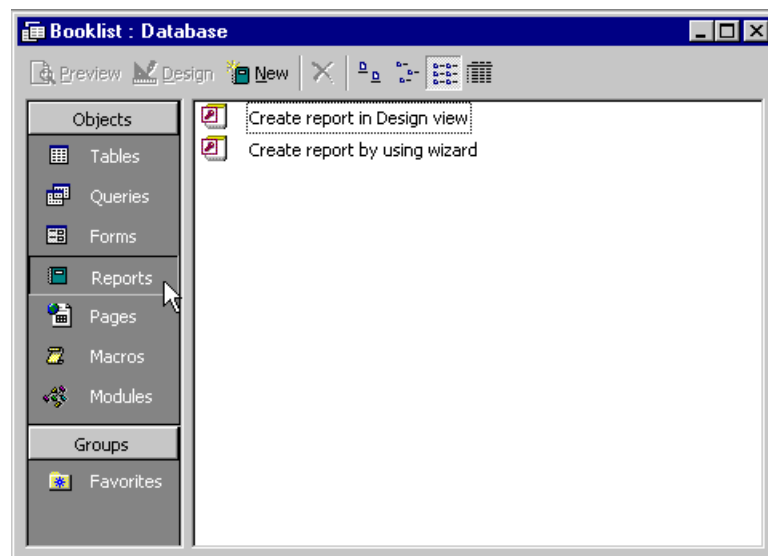 Booklist : Database
Preview Design New
Objects
Tables
Queries
Forms
Reports
Pages
Macros
Modules
Groups
Favorites
Create report in Design view
Create report by using wizard